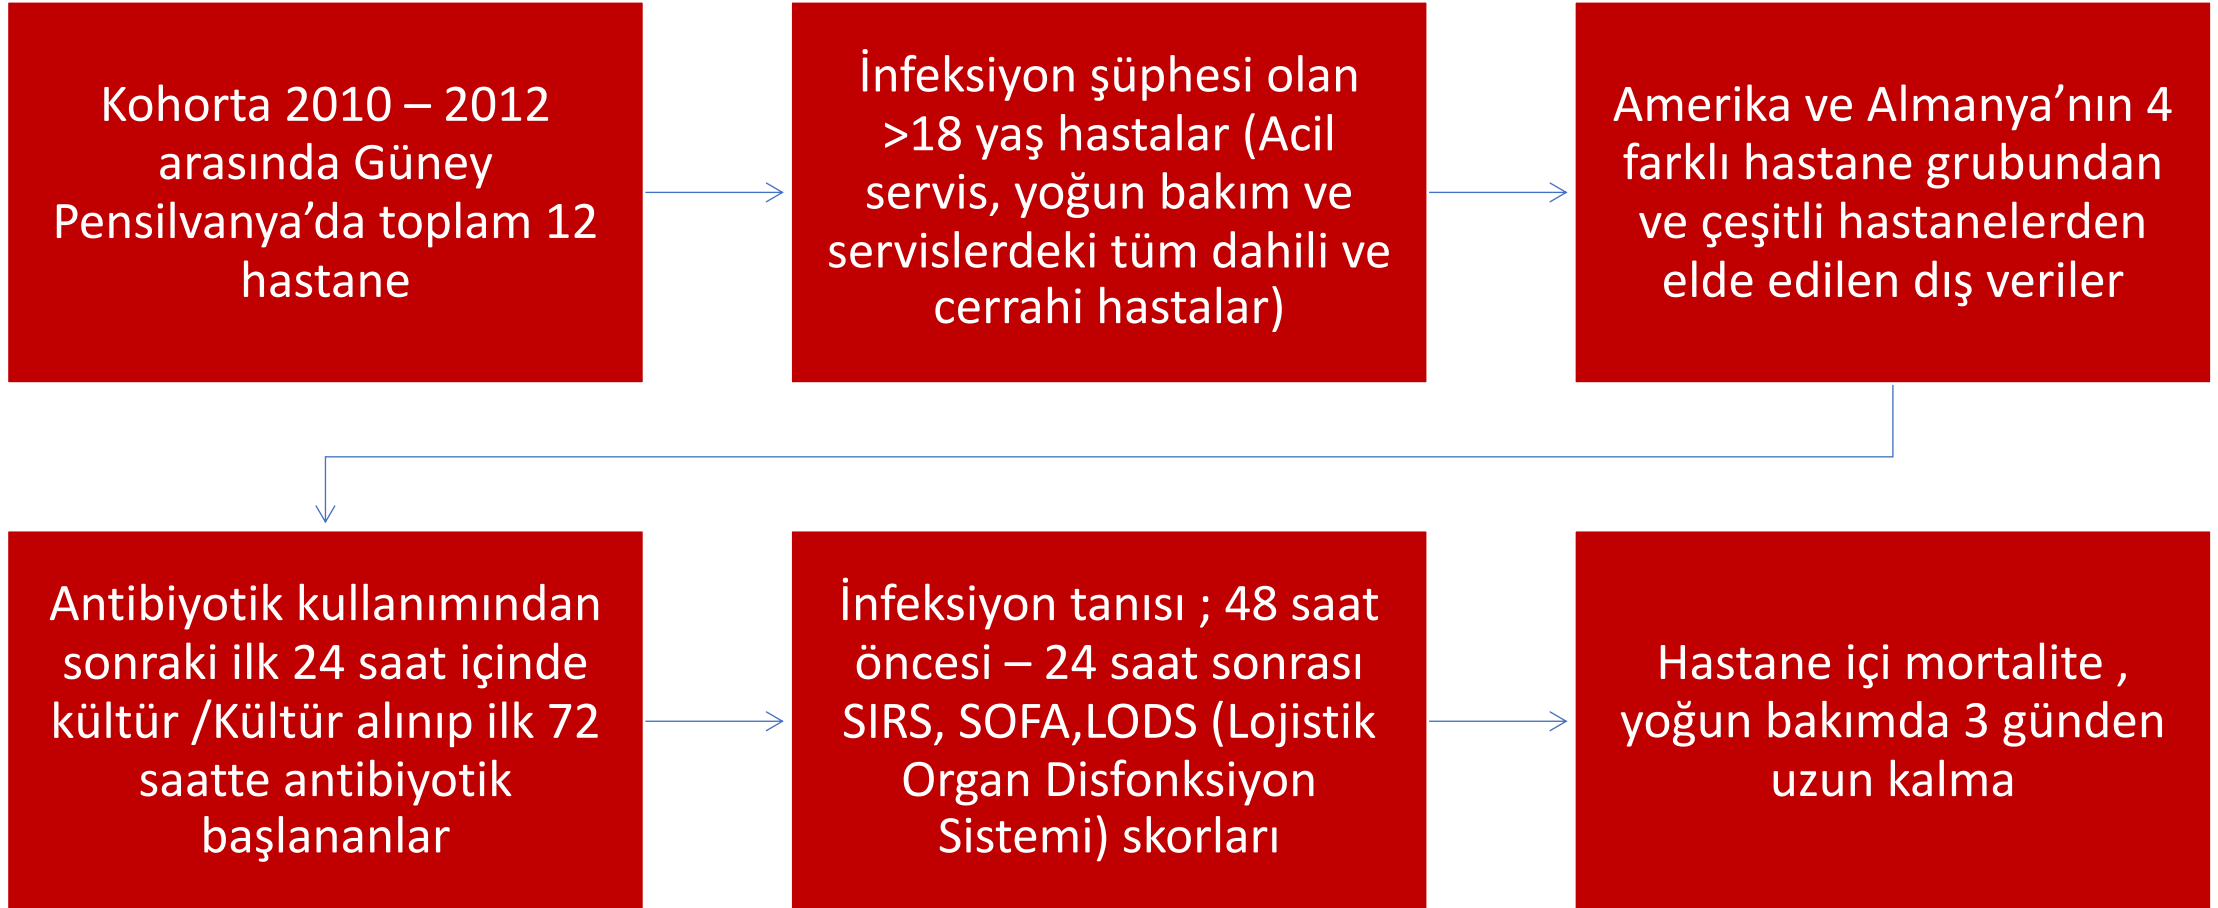 Kohorta 2010 – 2012
arasında Güney
Pensilvanya’da toplam 12
hastane
İnfeksiyon şüphesi olan
>18 yaş hastalar (Acil
servis, yoğun bakım ve
servislerdeki tüm dahili ve
cerrahi hastalar)
Amerika ve Almanya’nın 4
farklı hastane grubundan
ve çeşitli hastanelerden
elde edilen dış veriler
Antibiyotik kullanımından
sonraki ilk 24 saat içinde
kültür /Kültür alınıp ilk 72
saatte antibiyotik
başlananlar
İnfeksiyon tanısı ; 48 saat
öncesi – 24 saat sonrası
SIRS, SOFA,LODS (Lojistik
Organ Disfonksiyon
Sistemi) skorları
Hastane içi mortalite ,
yoğun bakımda 3 günden
uzun kalma